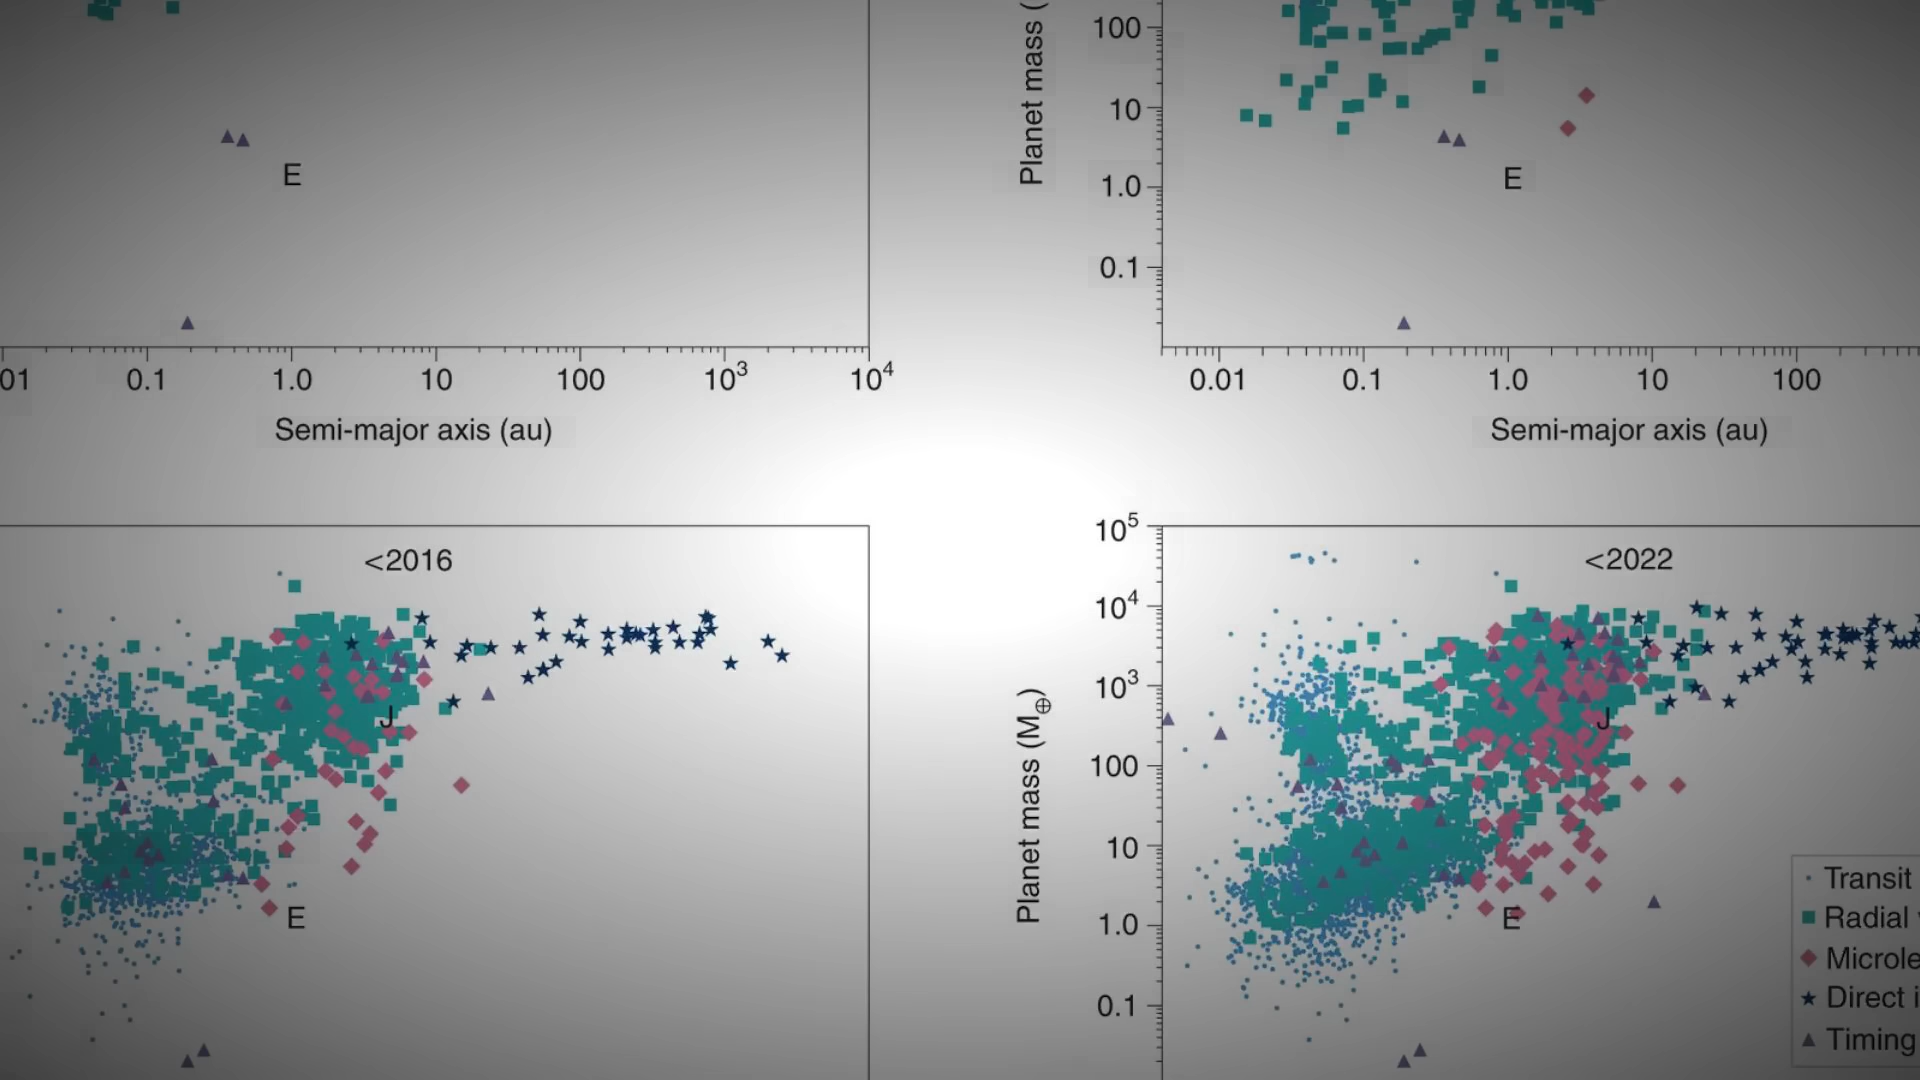 E
01 0.1 1.0 10 100 10³ 10⁴
Semi-major axis (au)
Planet mass (
100
10
1.0
0.1
E
0.01 0.1 1.0 10 100
Semi-major axis (au)
<2016
J
E
Planet mass (M⊕)
10⁵
10⁴
10³
100
10
1.0
0.1
<2022
J
E
Transit
Radial
Microle
Direct i
Timing